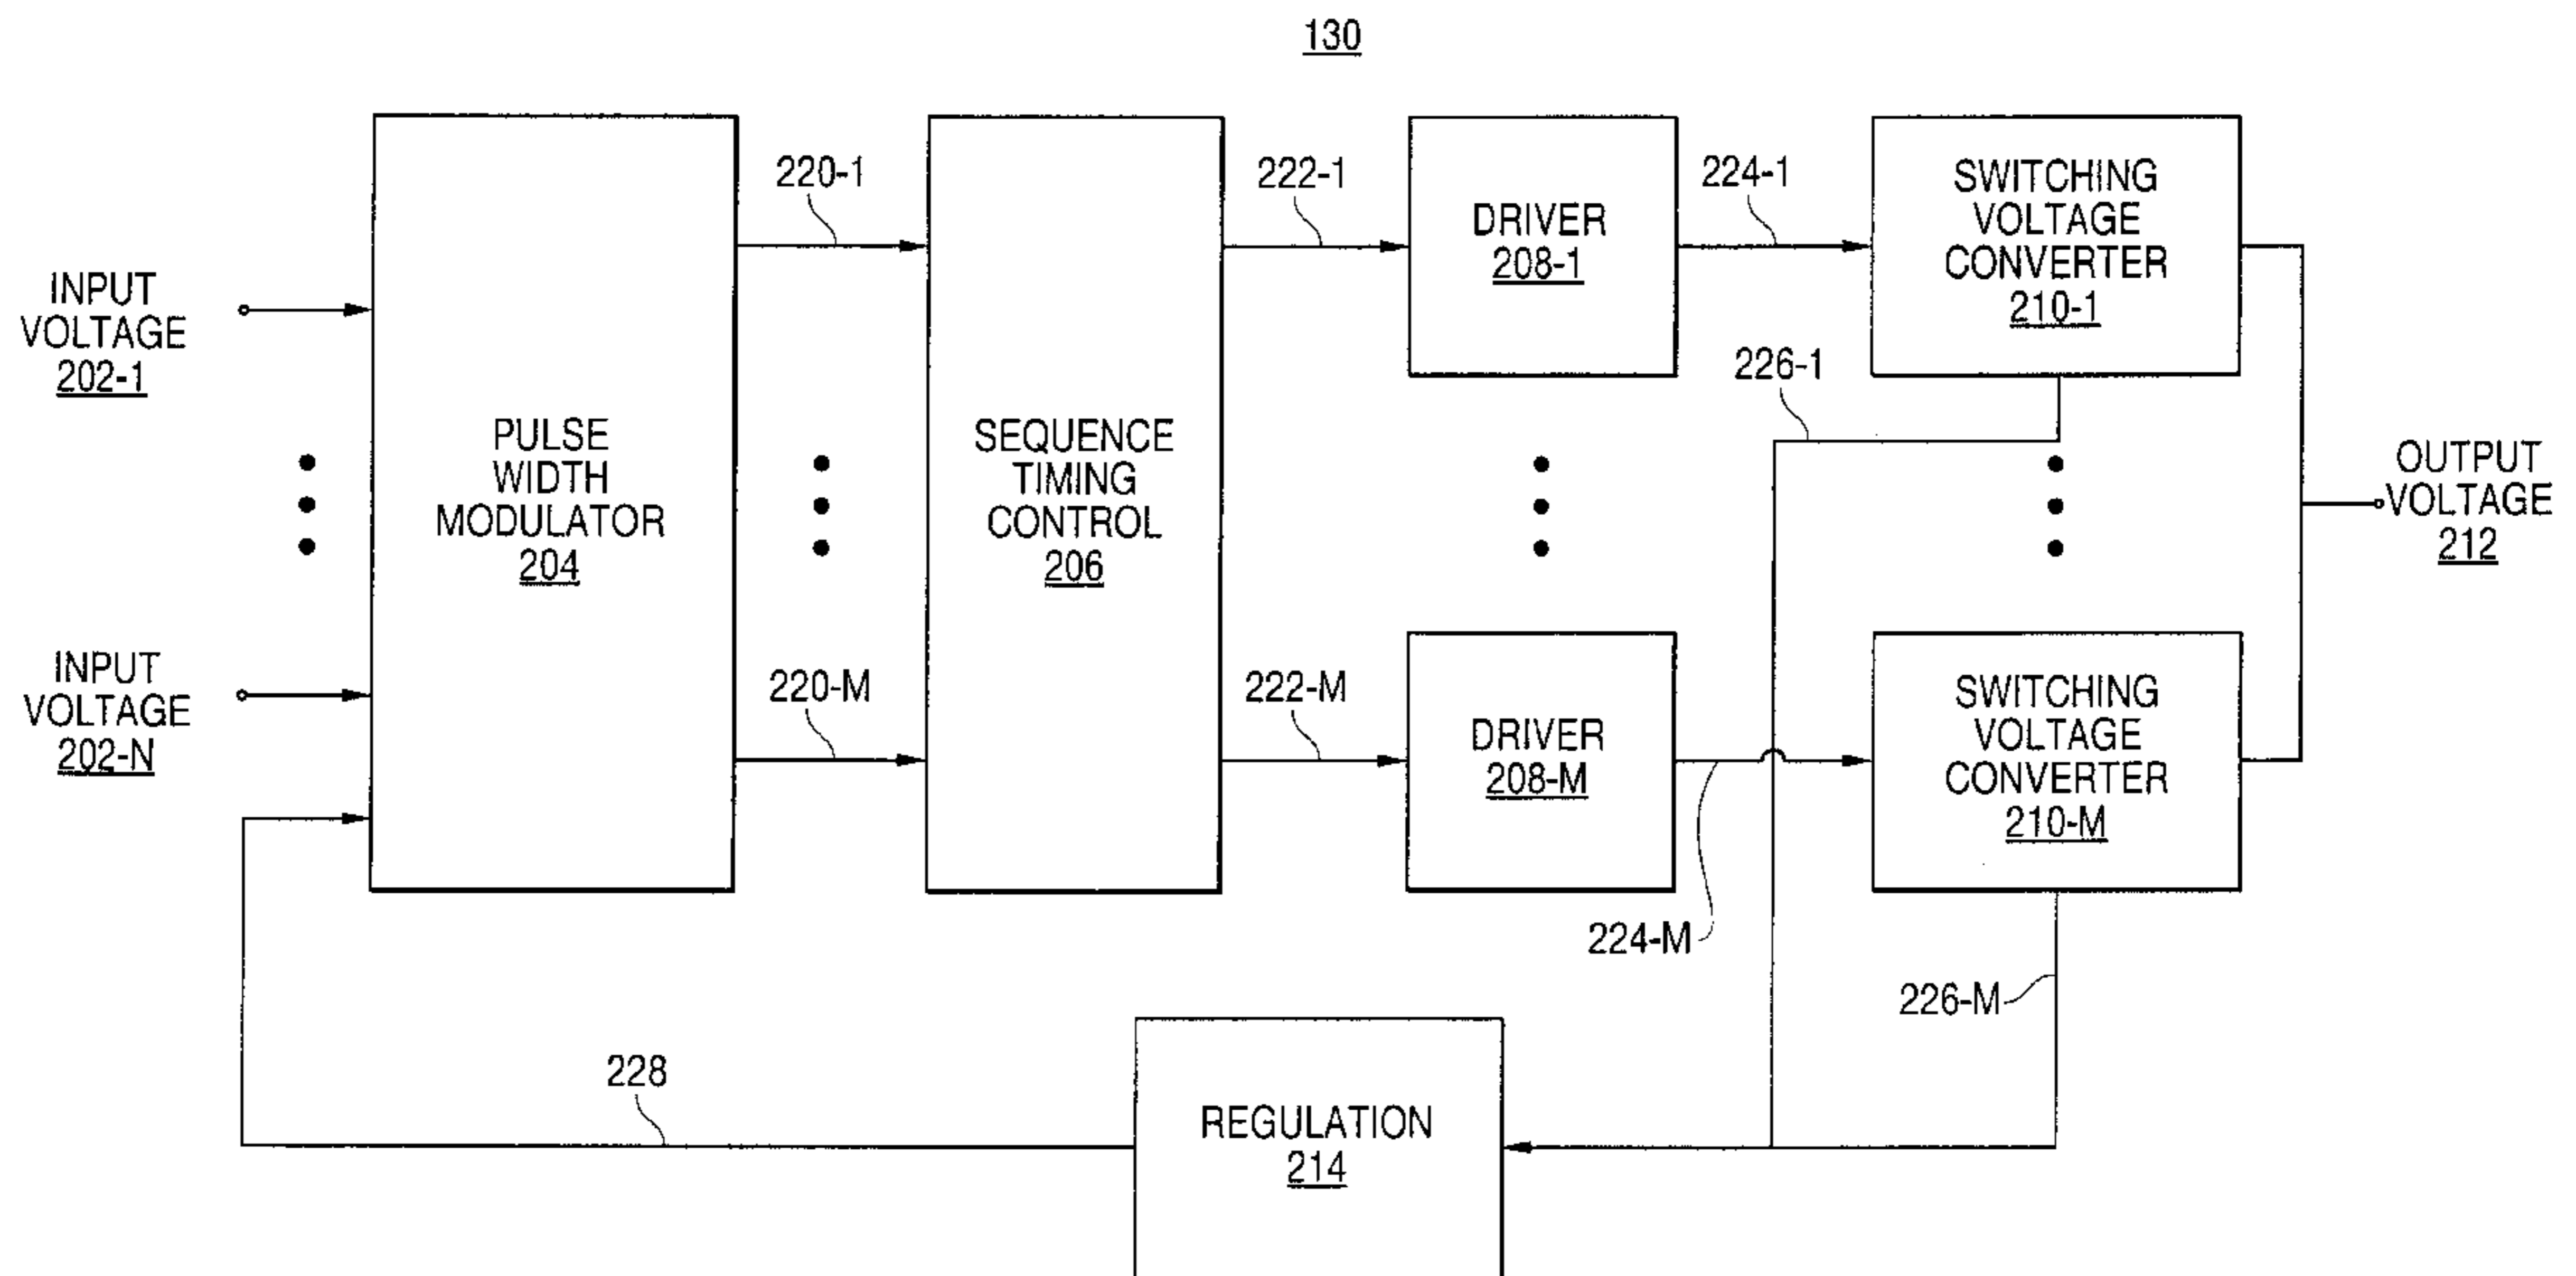 130
INPUT
VOLTAGE
202-1
INPUT
VOLTAGE
202-N
PULSE
WIDTH
MODULATOR
204
220-1
220-M
SEQUENCE
TIMING
CONTROL
206
222-1
222-M
DRIVER
208-1
DRIVER
208-M
224-1
226-1
224-M
SWITCHING
VOLTAGE
CONVERTER
210-1
SWITCHING
VOLTAGE
CONVERTER
210-M
226-M
OUTPUT
VOLTAGE
212
228
REGULATION
214